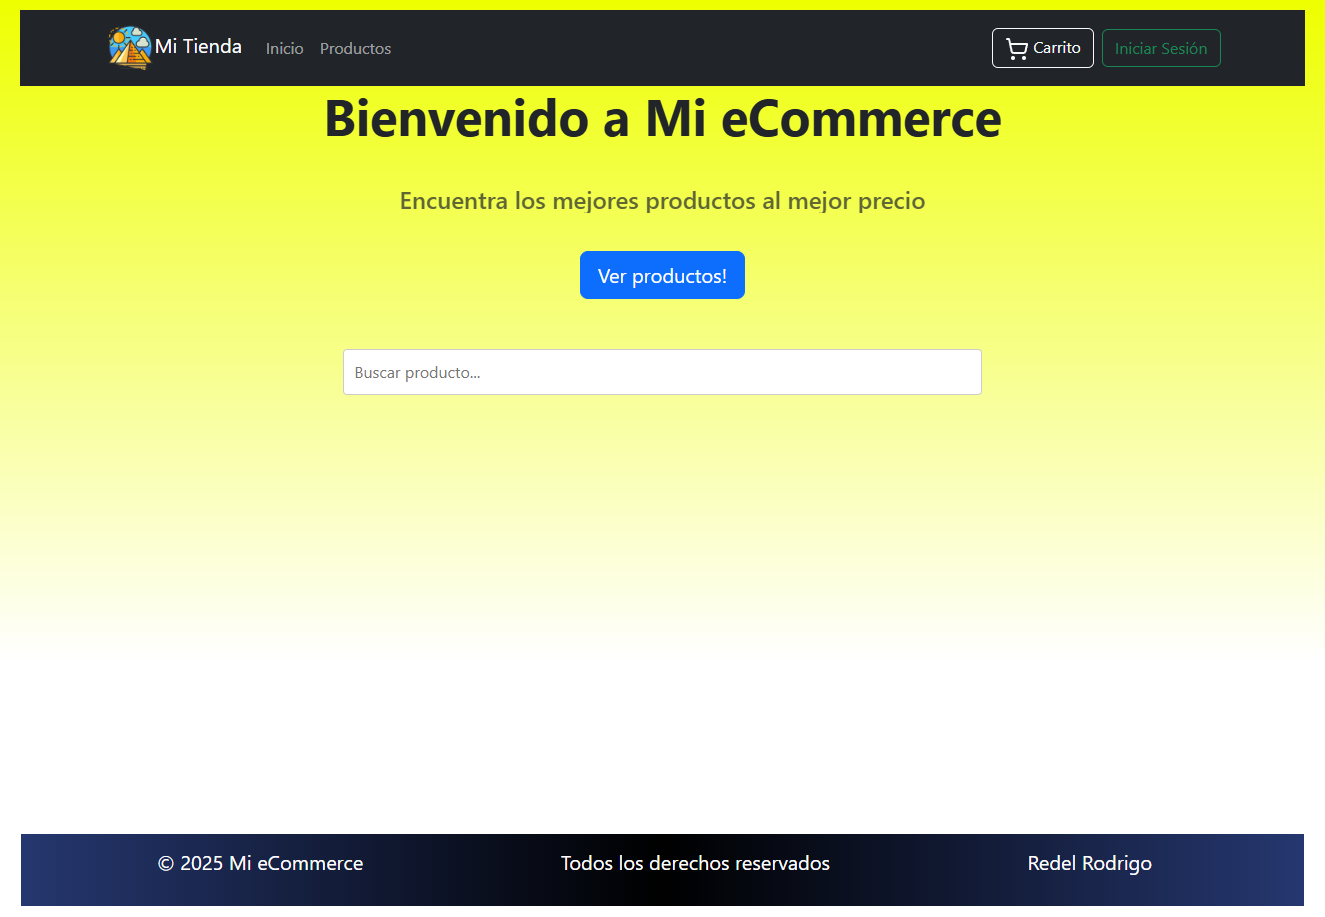 Mi Tienda Inicio Productos Carrito Iniciar Sesión
Bienvenido a Mi eCommerce
Encuentra los mejores productos al mejor precio
Ver productos!
Buscar producto...
© 2025 Mi eCommerce Todos los derechos reservados Redel Rodrigo